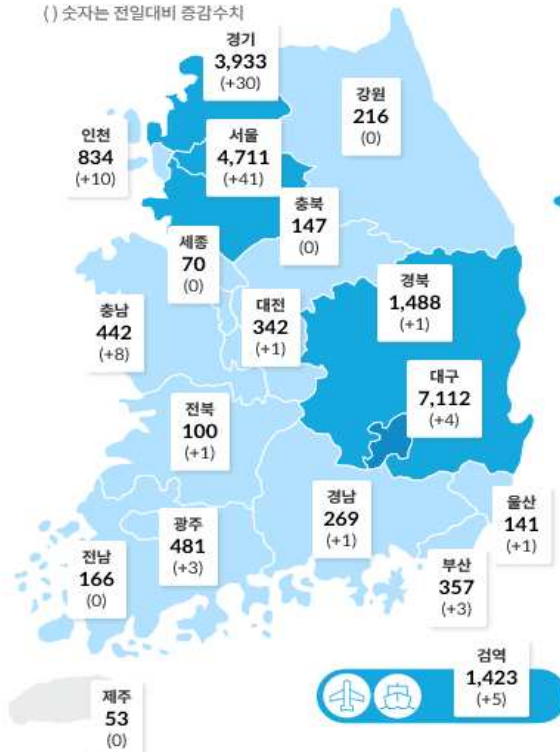 ( ) 숫자는 전일대비 증감수치
경기
3,933
(+30)
강원
216
(0)
인천
834
(+10)
서울
4,711
(+41)
충북
147
(0)
세종
70
(0)
경북
1,488
(+1)
충남
442
(+8)
대전
342
(+1)
대구
7,112
(+4)
전북
100
(+1)
경남
269
(+1)
울산
141
(+1)
광주
481
(+3)
전남
166
(0)
부산
357
(+3)
검역
1,423
(+5)
제주
53
(0)